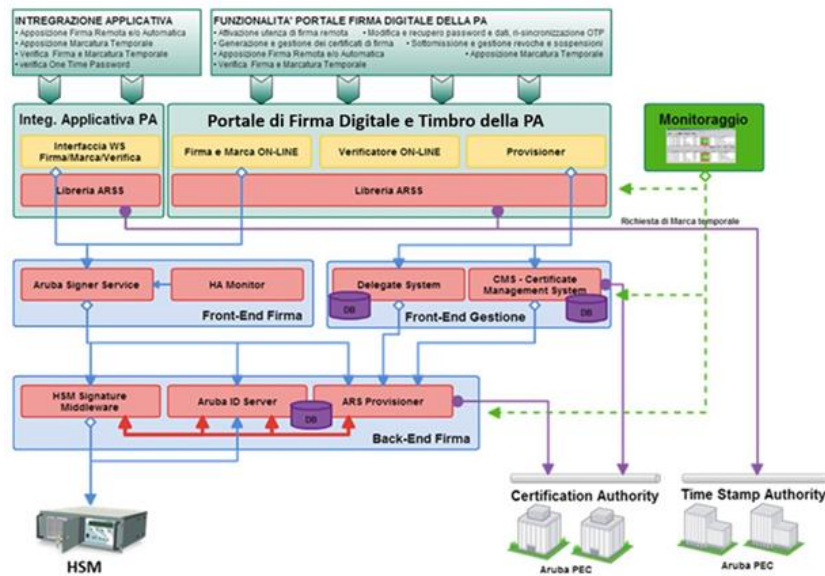 INTREGRAZIONE APPLICATIVA
• Apposizione Firma Remota e/o Automatica
• Apposizione Marcatura Temporale
• Verifica Firma e Marcatura Temporale
• verifica One Time Password
FUNZIONALITA' PORTALE FIRMA DIGITALE DELLA PA
• Attivazione utenza di firma remota • Modifica e recupero password e dati, ri-sincronizzazione OTP
• Generazione e gestione dei certificati di firma • Sottomissione e gestione revoche e sospensioni
• Apposizione Firma Remota e/o Automatica • Apposizione Marcatura Temporale
• Verifica Firma e Marcatura Temporale
Integ. Applicativa PA
Interfaccia WS
Firma/Marca/Verifica
Libreria ARSS
Portale di Firma Digitale e Timbro della PA
Firma e Marca ON-LINE
Verificatore ON-LINE
Provisioner
Libreria ARSS
Monitoraggio
Richiesta di Marca temporale
Aruba Signer Service
HA Monitor
Front-End Firma
Delegate System
CMS - Certificate
Management System
DB
DB
Front-End Gestione
HSM Signature
Middleware
Aruba ID Server
ARS Provisioner
DB
Back-End Firma
HSM
Certification Authority
Aruba PEC
Time Stamp Authority
Aruba PEC